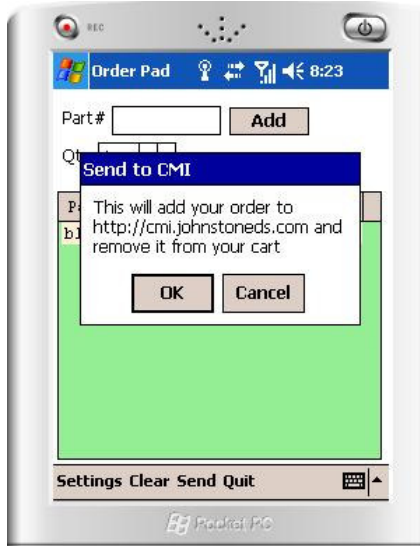 REC
Order Pad 8:23
Part# Add
Send to CMI
This will add your order to
http://cmi.johnstoneds.com and
remove it from your cart
OK Cancel
Settings Clear Send Quit
Pocket PC